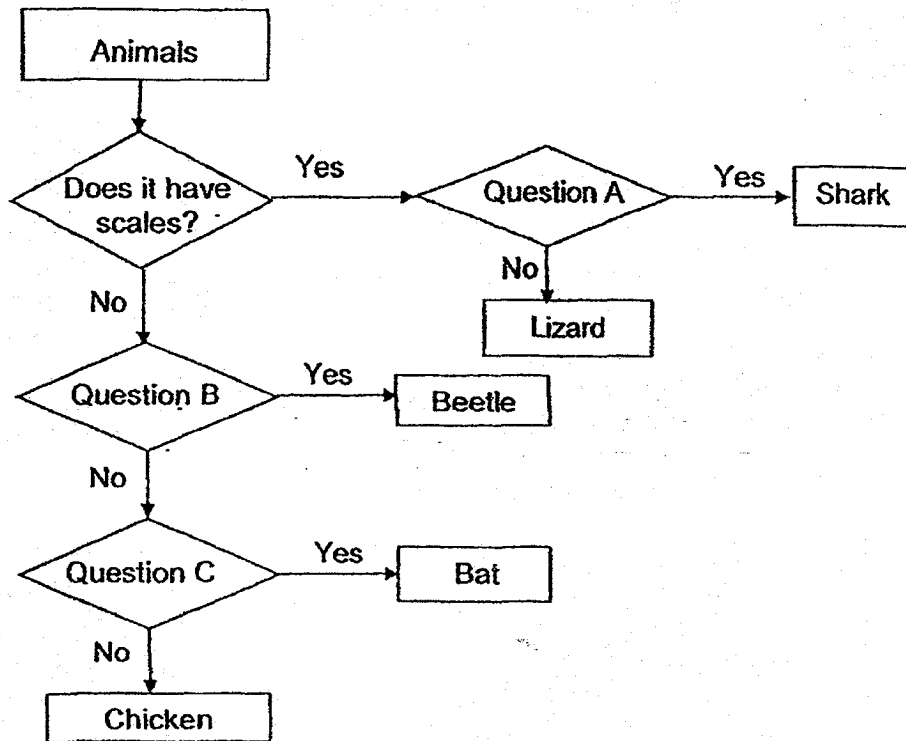 Animals
Does it have
scales?
Yes
Question A
Yes
Shark
No
Lizard
No
Question B
Yes
Beetle
No
Question C
Yes
Bat
No
Chicken